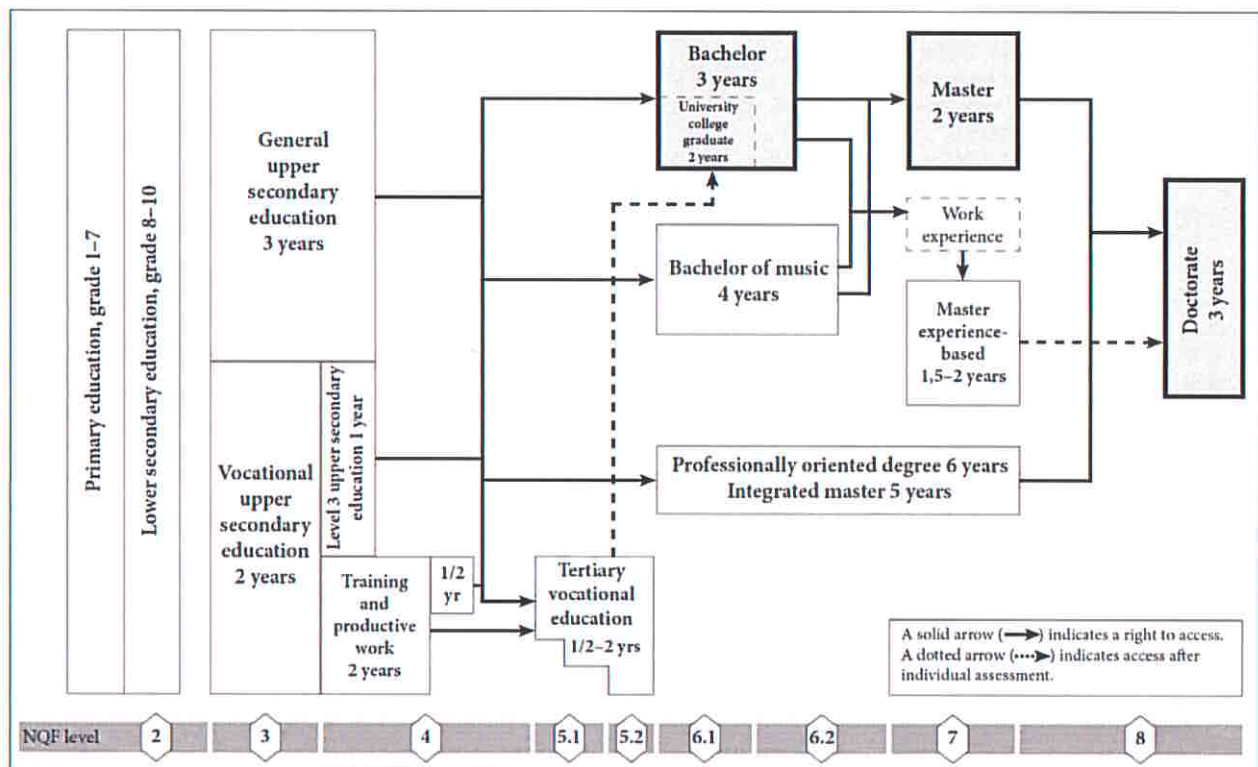 Primary education, grade 1–7
Lower secondary education, grade 8–10
General
upper
secondary
education
3 years
Vocational
upper
secondary
education
2 years
Level 3 upper secondary
education 1 year
Training
and
productive
work
2 years
1/2
yr
Tertiary
vocational
education
1/2–2 yrs
Bachelor
3 years
University
college
graduate
2 years
Bachelor of music
4 years
Professionally oriented degree 6 years
Integrated master 5 years
Master
2 years
Work
experience
Master
experience-
based
1,5–2 years
Doctorate
3 years
A solid arrow (→) indicates a right to access.
A dotted arrow (····➤) indicates access after
individual assessment.
NQF level 2 3 4 5.1 5.2 6.1 6.2 7 8